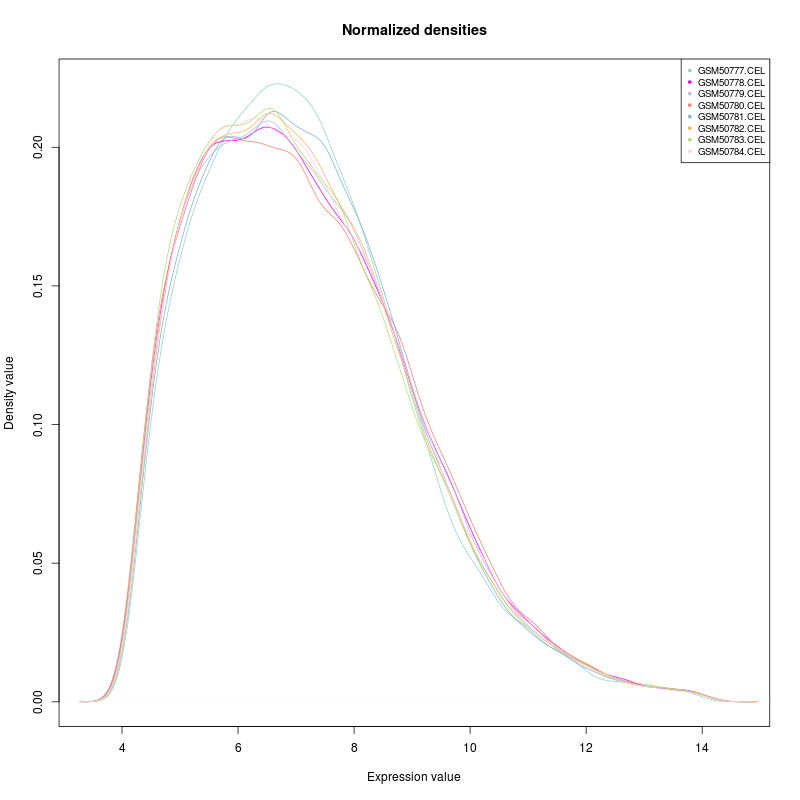 Normalized densities
GSM50777.CEL
GSM50778.CEL
GSM50779.CEL
GSM50780.CEL
GSM50781.CEL
GSM50782.CEL
GSM50783.CEL
GSM50784.CEL
Density value
0.20
0.15
0.10
0.05
0.00
4 6 8 10 12 14
Expression value